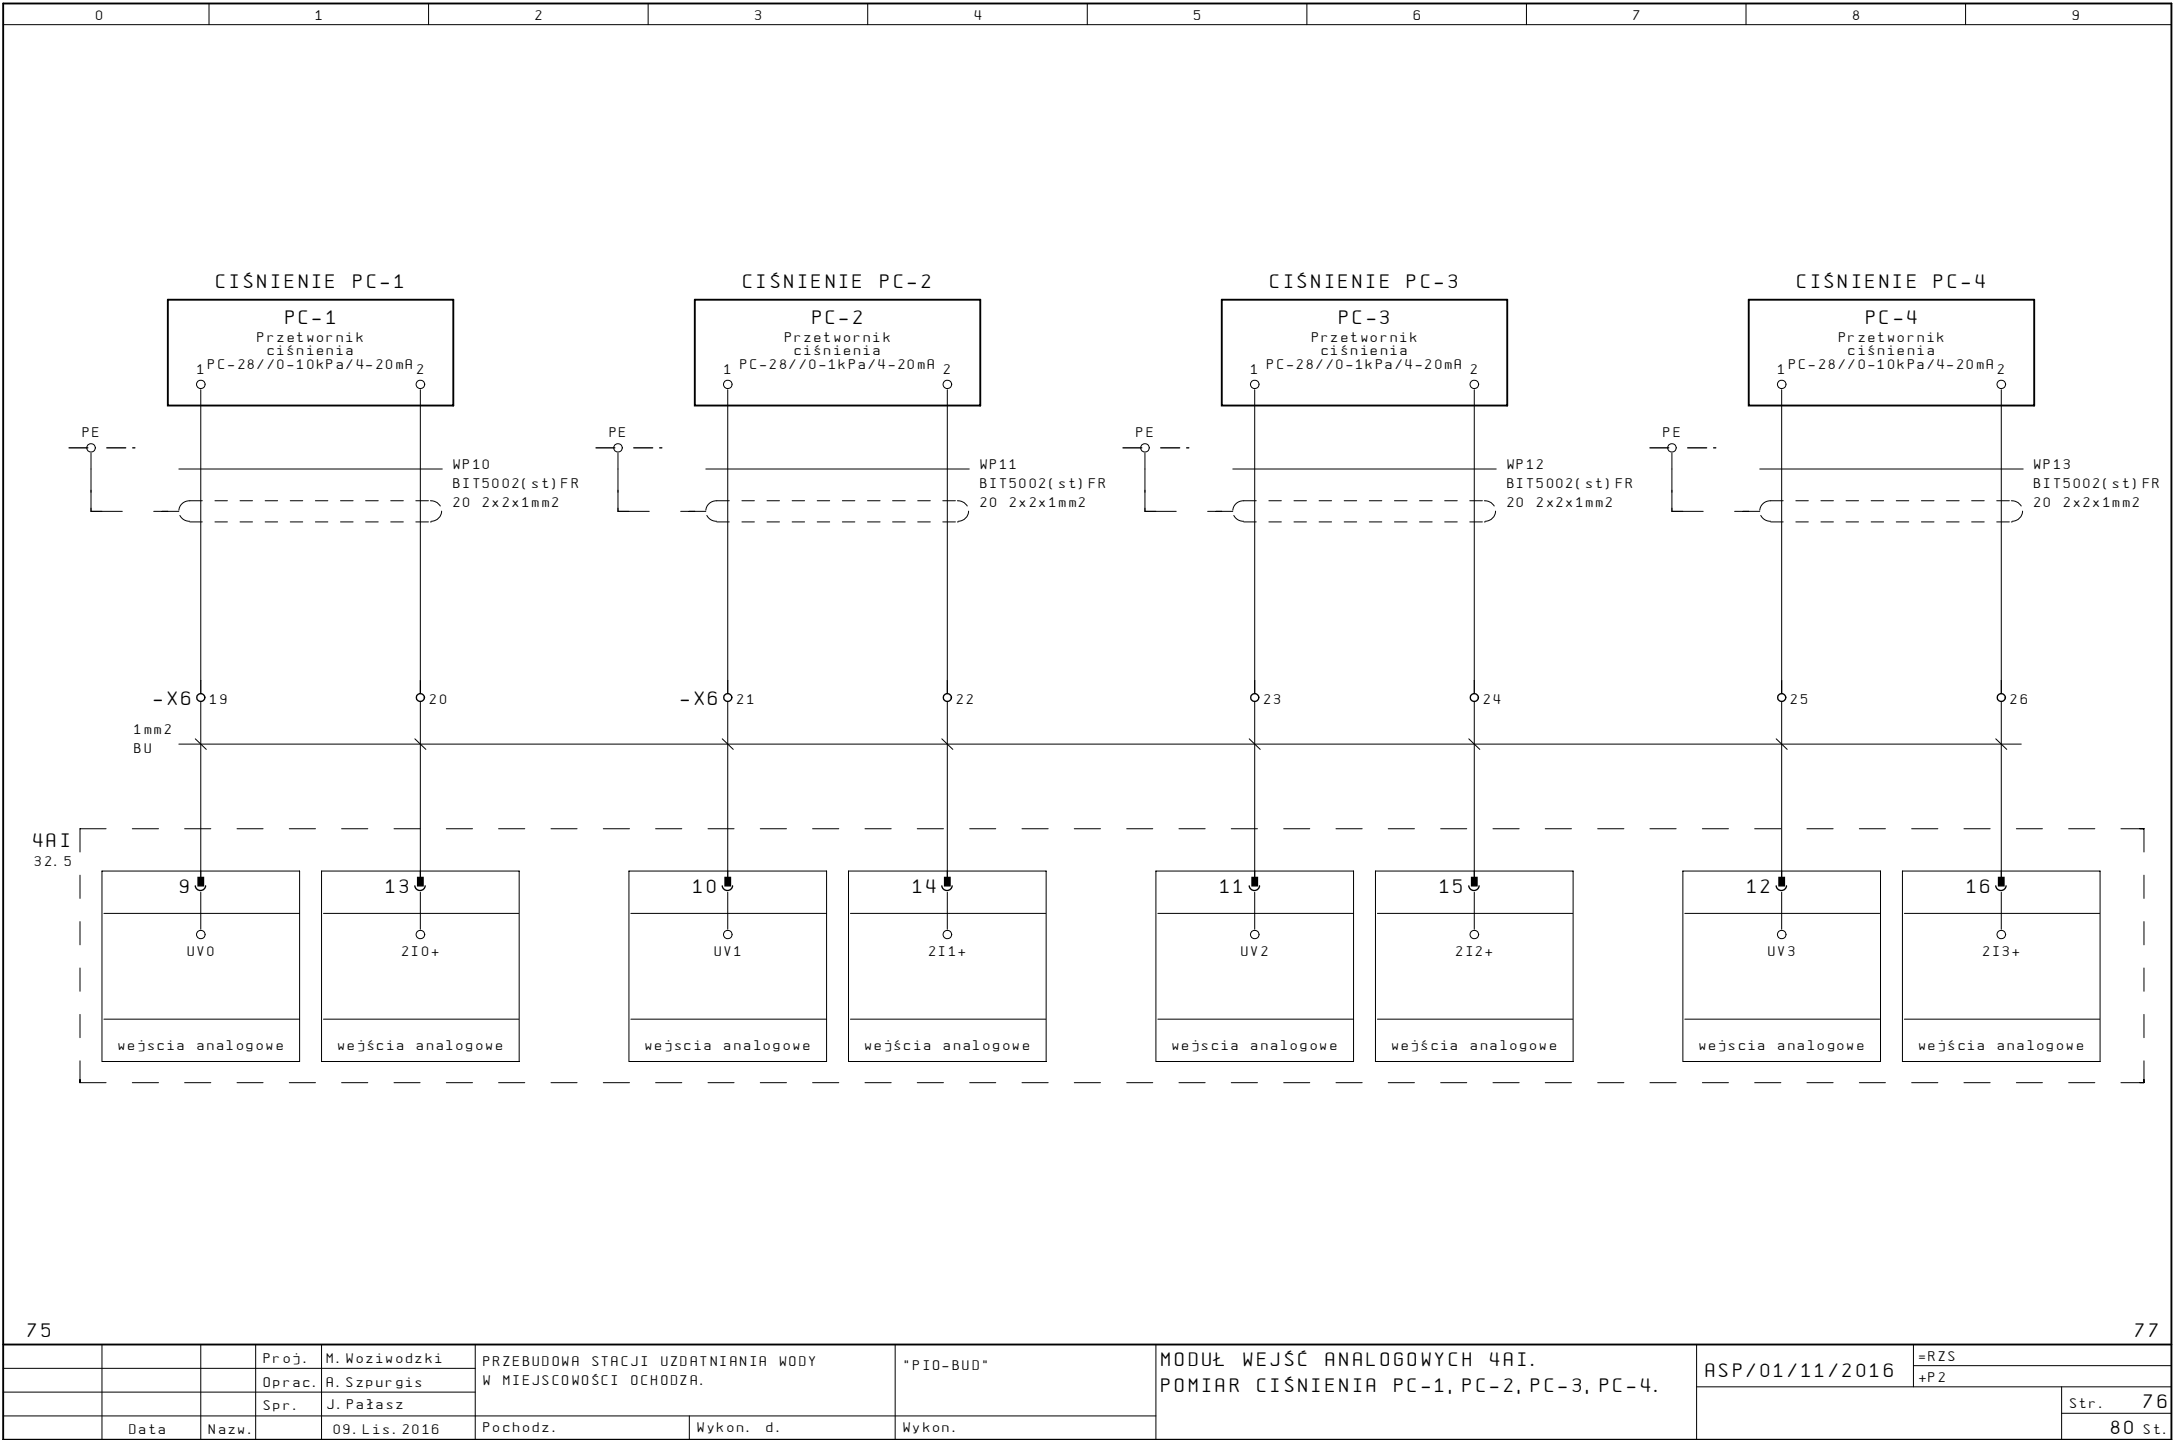 0 1 2 3 4 5 6 7 8 9
CIŚNIENIE PC-1 CIŚNIENIE PC-2 CIŚNIENIE PC-3 CIŚNIENIE PC-4
PC-1
Przetwornik
ciśnienia
1 PC-28//0-10kPa/4-20mA 2
PC-2
Przetwornik
ciśnienia
1 PC-28//0-1kPa/4-20mA 2
PC-3
Przetwornik
ciśnienia
1 PC-28//0-1kPa/4-20mA 2
PC-4
Przetwornik
ciśnienia
1 PC-28//0-10kPa/4-20mA 2
PE
WP10
BIT5002(st)FR
20 2x2x1mm2
PE
WP11
BIT5002(st)FR
20 2x2x1mm2
PE
WP12
BIT5002(st)FR
20 2x2x1mm2
PE
WP13
BIT5002(st)FR
20 2x2x1mm2
-X6 19 20 -X6 21 22 23 24 25 26
1mm2
BU
4AI
32.5
9 13 10 14 11 15 12 16
UV0 2I0+ UV1 2I1+ UV2 2I2+ UV3 2I3+
wejscia analogowe wejścia analogowe wejscia analogowe wejścia analogowe wejscia analogowe wejścia analogowe wejscia analogowe wejścia analogowe
75 77
Proj. M.Woziwodzki
Oprac. A.Szpurgis
Spr. J.Pałasz
Data Nazw. 09.Lis.2016
PRZEBUDOWA STACJI UZDATNIANIA WODY
W MIEJSCOWOŚCI OCHODZA.
Pochodz. Wykon. d.
"PIO-BUD"
Wykon.
MODUŁ WEJŚĆ ANALOGOWYCH 4AI.
POMIAR CIŚNIENIA PC-1, PC-2, PC-3, PC-4.
ASP/01/11/2016
=RZS
+P2
Str. 76
80 St.